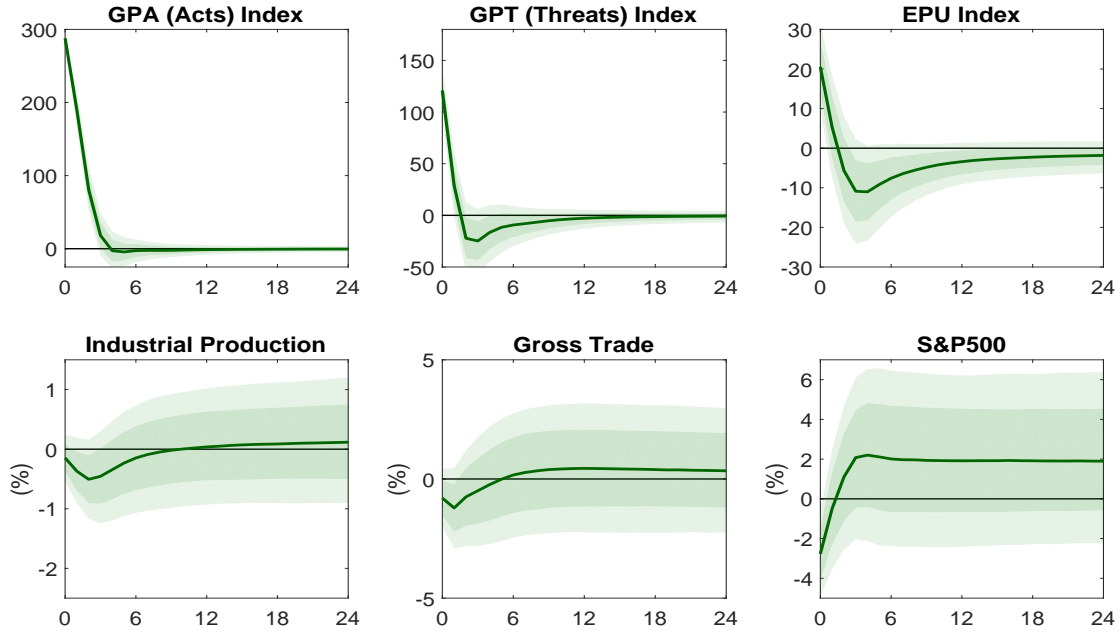 GPA (Acts) Index
300
200
100
0
0 6 12 18 24
GPT (Threats) Index
150
100
50
0
-50
0 6 12 18 24
EPU Index
30
20
10
0
-10
-20
-30
0 6 12 18 24
Industrial Production
(%)
1
0
-1
-2
0 6 12 18 24
Gross Trade
(%)
5
0
-5
0 6 12 18 24
S&P500
(%)
6
4
2
0
-2
-4
0 6 12 18 24